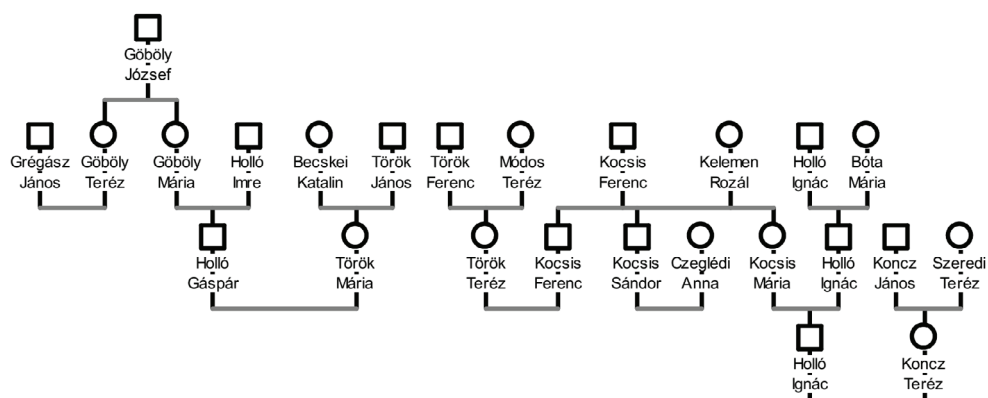 Göböly
József
Grégász
János
Göböly
Teréz
Göböly
Mária
Holló
Imre
Becskei
Katalin
Török
János
Török
Ferenc
Módos
Teréz
Kocsis
Ferenc
Kelemen
Rozál
Holló
Ignác
Bóta
Mária
Holló
Gáspár
Török
Mária
Török
Teréz
Kocsis
Ferenc
Kocsis
Sándor
Czeglédi
Anna
Kocsis
Mária
Holló
Ignác
Koncz
János
Szeredi
Teréz
Holló
Ignác
Koncz
Teréz